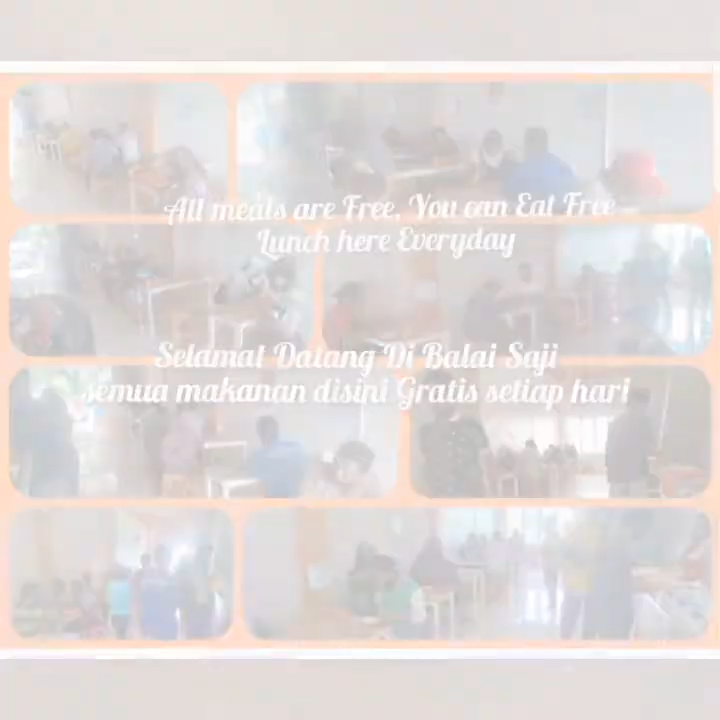 All meals are Free. You can Eat Free
Lunch here Everyday
Selamat Datang Di Balai Saji
semua makanan disini Gratis setiap hari